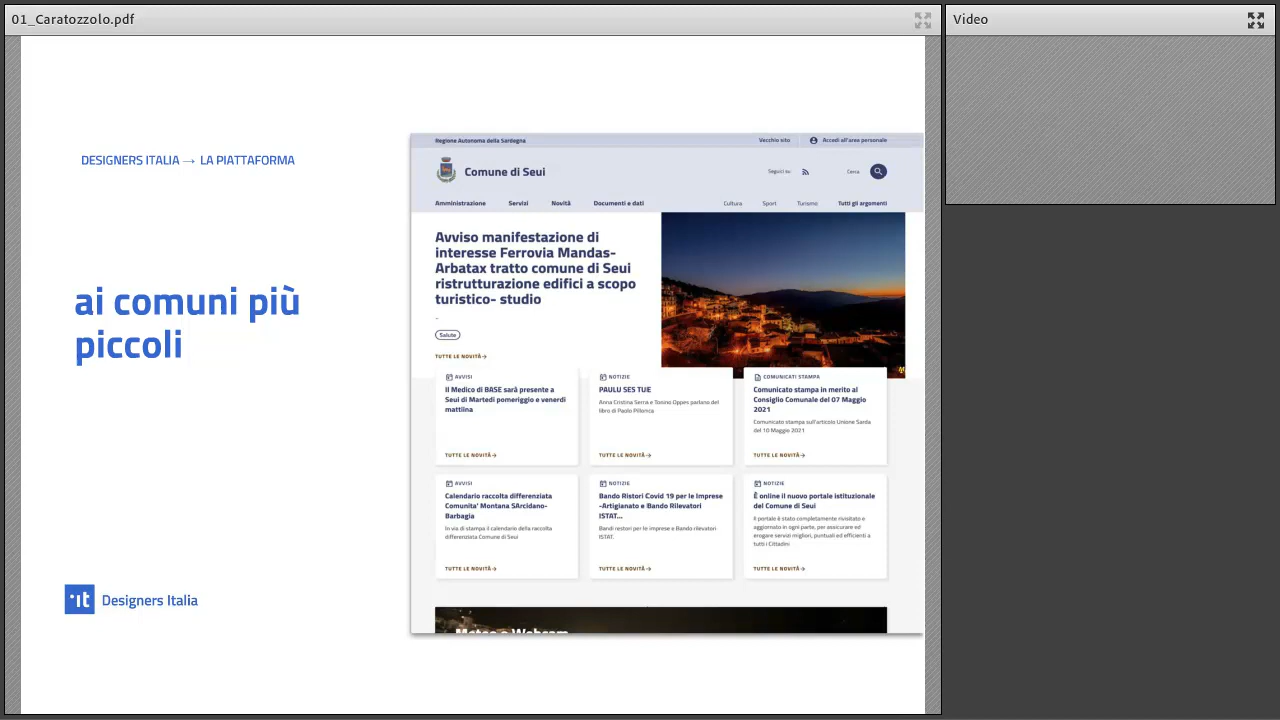 01_Caratozzolo.pdf
Video
DESIGNERS ITALIA → LA PIATTAFORMA
ai comuni più
piccoli
Designers Italia
Regione Autonoma della Sardegna
Vecchio sito
Accedi all'area personale
Comune di Seui
Seguici su
Cerca
Amministrazione
Servizi
Novità
Documenti e dati
Cultura
Sport
Turismo
Tutti gli argomenti
Avviso manifestazione di
interesse Ferrovia Mandas-
Arbatax tratto comune di Seui
ristrutturazione edifici a scopo
turistico- studio
Salute
TUTTE LE NOVITÀ→
AVVISI
Il Medico di BASE sarà presente a
Seui di Martedi pomeriggio e venerdi
mattina
TUTTE LE NOVITÀ→
NOTIZIE
PAULU SES TUE
Anna Cristina Serra e Tonino Oppes parlano del
libro di Paolo Pillonca
TUTTE LE NOVITÀ→
COMUNICATI STAMPA
Comunicato stampa in merito al
Consiglio Comunale del 07 Maggio
2021
Comunicato stampa sull'articolo Unione Sarda
del 10 Maggio 2021
TUTTE LE NOVITÀ→
AVVISI
Calendario raccolta differenziata
Comunita' Montana SArcidano-
Barbagia
In via di stampa il calendario della raccolta
differenziata Comune di Seui
TUTTE LE NOVITÀ→
NOTIZIE
Bando Ristori Covid 19 per le Imprese
-Artigianato e Bando Rilevatori
ISTAT...
Bandi restori per le imprese e Bando rilevatori
ISTAT.
TUTTE LE NOVITÀ→
NOTIZIE
È online il nuovo portale istituzionale
del Comune di Seui
Il portale è stato completamente rivisitato e
aggiornato in ogni parte, per assicurare ed
erogare servizi migliori, puntuali ed efficienti a
tutti i Cittadini
TUTTE LE NOVITÀ→
Meteo e Webcam